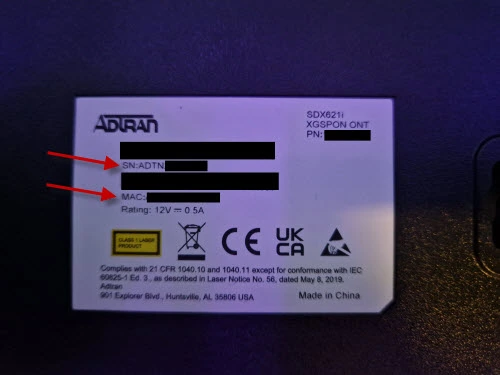 ADTRAN
SDX621i
XGSPON ONT
PN:
SN:ADTN
MAC:
Rating: 12V ⎓ 0.5A
CLASS 1 LASER
PRODUCT
CE
UK
CA
Complies with 21 CFR 1040.10 and 1040.11 except for conformance with IEC
60825-1 Ed. 3., as described in Laser Notice No. 56, dated May 8, 2019.
Adtran
901 Explorer Blvd., Huntsville, AL 35806 USA
Made in China